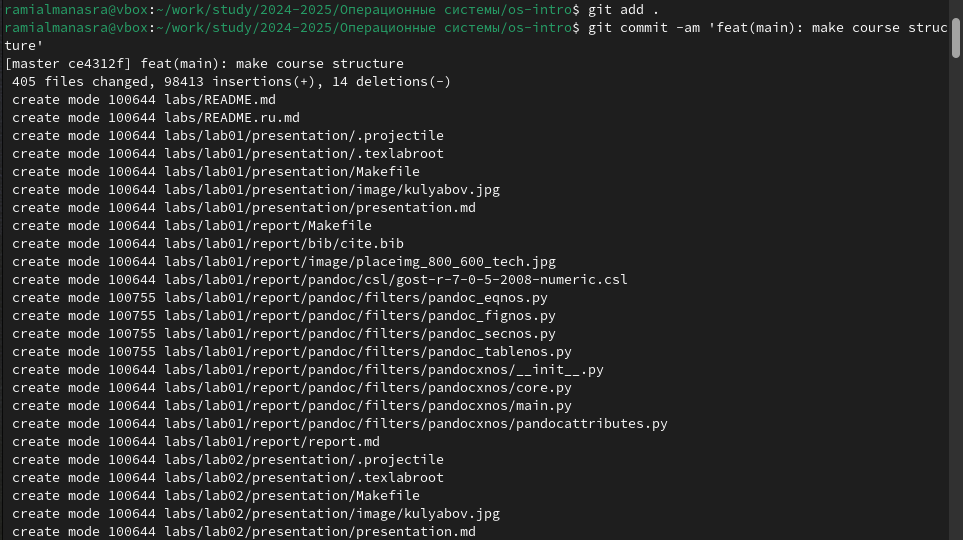 ramialmanasra@vbox:~/work/study/2024-2025/Операционные системы/os-intro$ git add .
ramialmanasra@vbox:~/work/study/2024-2025/Операционные системы/os-intro$ git commit -am 'feat(main): make course struc
ture'
[master ce4312f] feat(main): make course structure
 405 files changed, 98413 insertions(+), 14 deletions(-)
 create mode 100644 labs/README.md
 create mode 100644 labs/README.ru.md
 create mode 100644 labs/lab01/presentation/.projectile
 create mode 100644 labs/lab01/presentation/.texlabroot
 create mode 100644 labs/lab01/presentation/Makefile
 create mode 100644 labs/lab01/presentation/image/kulyabov.jpg
 create mode 100644 labs/lab01/presentation/presentation.md
 create mode 100644 labs/lab01/report/Makefile
 create mode 100644 labs/lab01/report/bib/cite.bib
 create mode 100644 labs/lab01/report/image/placeimg_800_600_tech.jpg
 create mode 100644 labs/lab01/report/pandoc/csl/gost-r-7-0-5-2008-numeric.csl
 create mode 100755 labs/lab01/report/pandoc/filters/pandoc_eqnos.py
 create mode 100755 labs/lab01/report/pandoc/filters/pandoc_fignos.py
 create mode 100755 labs/lab01/report/pandoc/filters/pandoc_secnos.py
 create mode 100755 labs/lab01/report/pandoc/filters/pandoc_tablenos.py
 create mode 100644 labs/lab01/report/pandoc/filters/pandocxnos/__init__.py
 create mode 100644 labs/lab01/report/pandoc/filters/pandocxnos/core.py
 create mode 100644 labs/lab01/report/pandoc/filters/pandocxnos/main.py
 create mode 100644 labs/lab01/report/pandoc/filters/pandocxnos/pandocattributes.py
 create mode 100644 labs/lab01/report/report.md
 create mode 100644 labs/lab02/presentation/.projectile
 create mode 100644 labs/lab02/presentation/.texlabroot
 create mode 100644 labs/lab02/presentation/Makefile
 create mode 100644 labs/lab02/presentation/image/kulyabov.jpg
 create mode 100644 labs/lab02/presentation/presentation.md